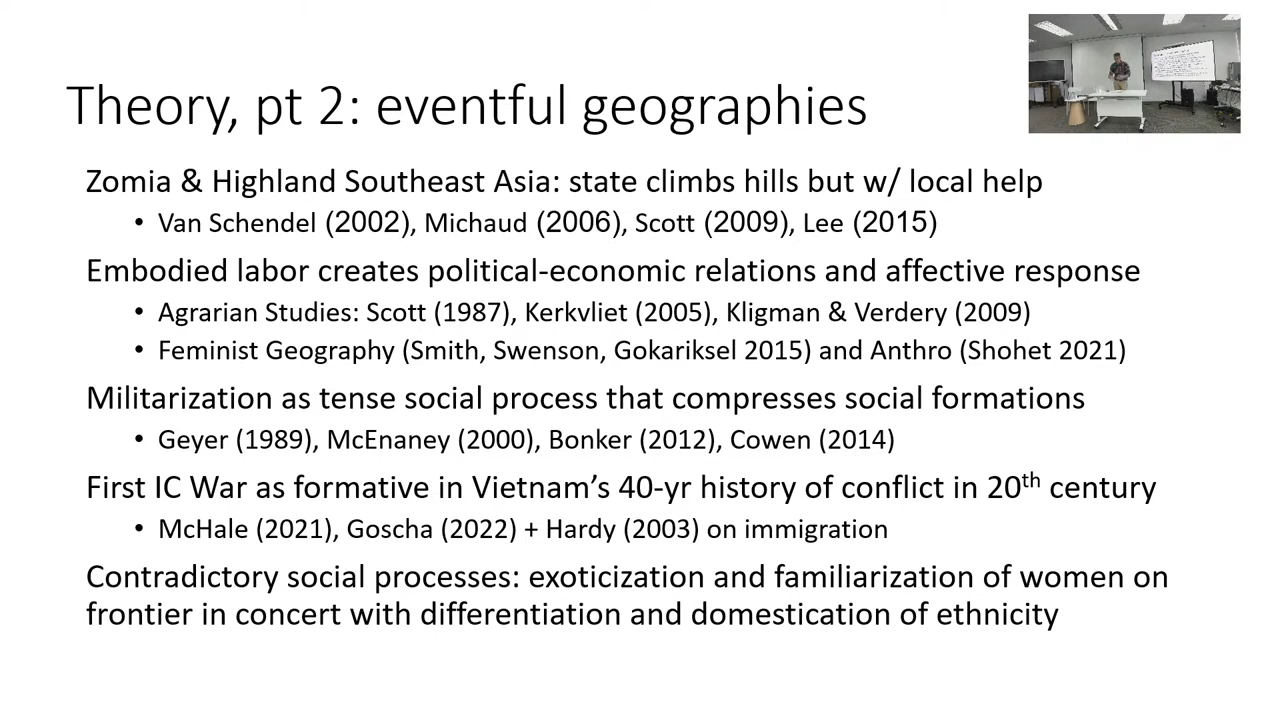 Theory, pt 2: eventful geographies
Zomia & Highland Southeast Asia: state climbs hills but w/ local help
• Van Schendel (2002), Michaud (2006), Scott (2009), Lee (2015)
Embodied labor creates political-economic relations and affective response
• Agrarian Studies: Scott (1987), Kerkvliet (2005), Kligman & Verdery (2009)
• Feminist Geography (Smith, Swenson, Gokariksel 2015) and Anthro (Shohet 2021)
Militarization as tense social process that compresses social formations
• Geyer (1989), McEnaney (2000), Bonker (2012), Cowen (2014)
First IC War as formative in Vietnam’s 40-yr history of conflict in 20th century
• McHale (2021), Goscha (2022) + Hardy (2003) on immigration
Contradictory social processes: exoticization and familiarization of women on
frontier in concert with differentiation and domestication of ethnicity